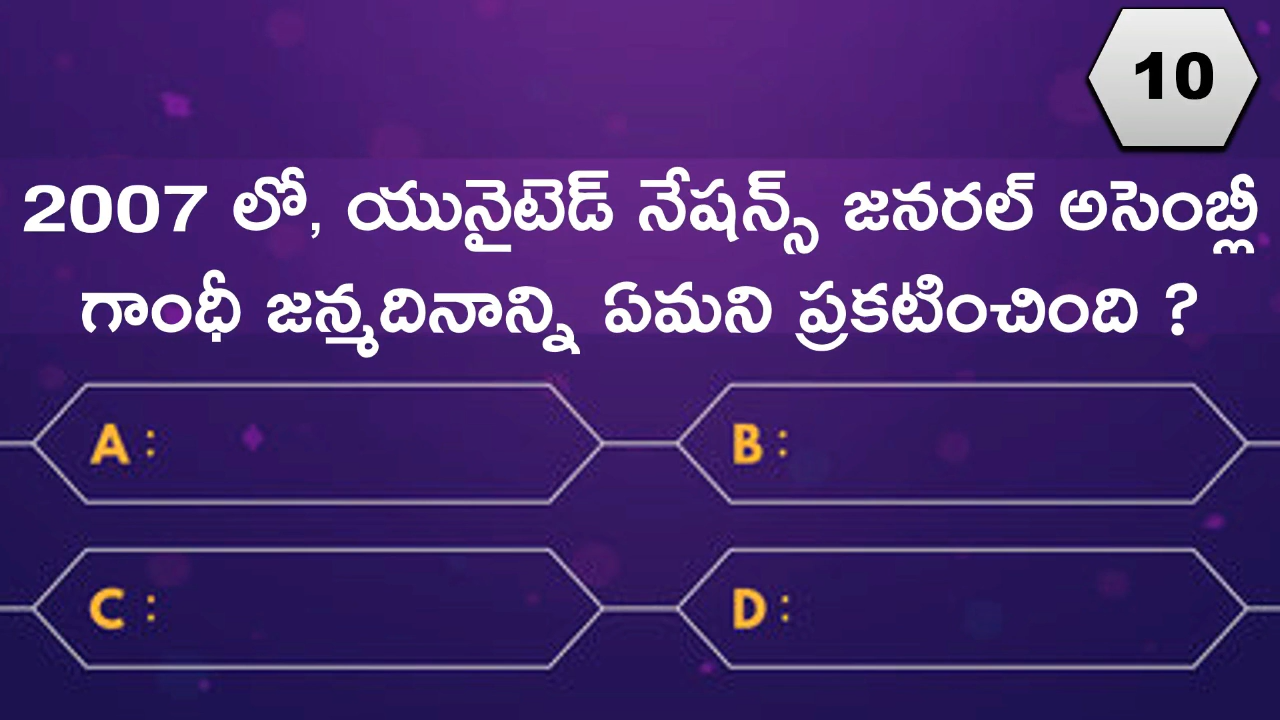 10
2007 లో, యునైటెడ్ నేషన్స్ జనరల్ అసెంబ్లీ
గాంధీ జన్మదినాన్ని ఏమని ప్రకటించింది ?
A :
B :
C :
D :